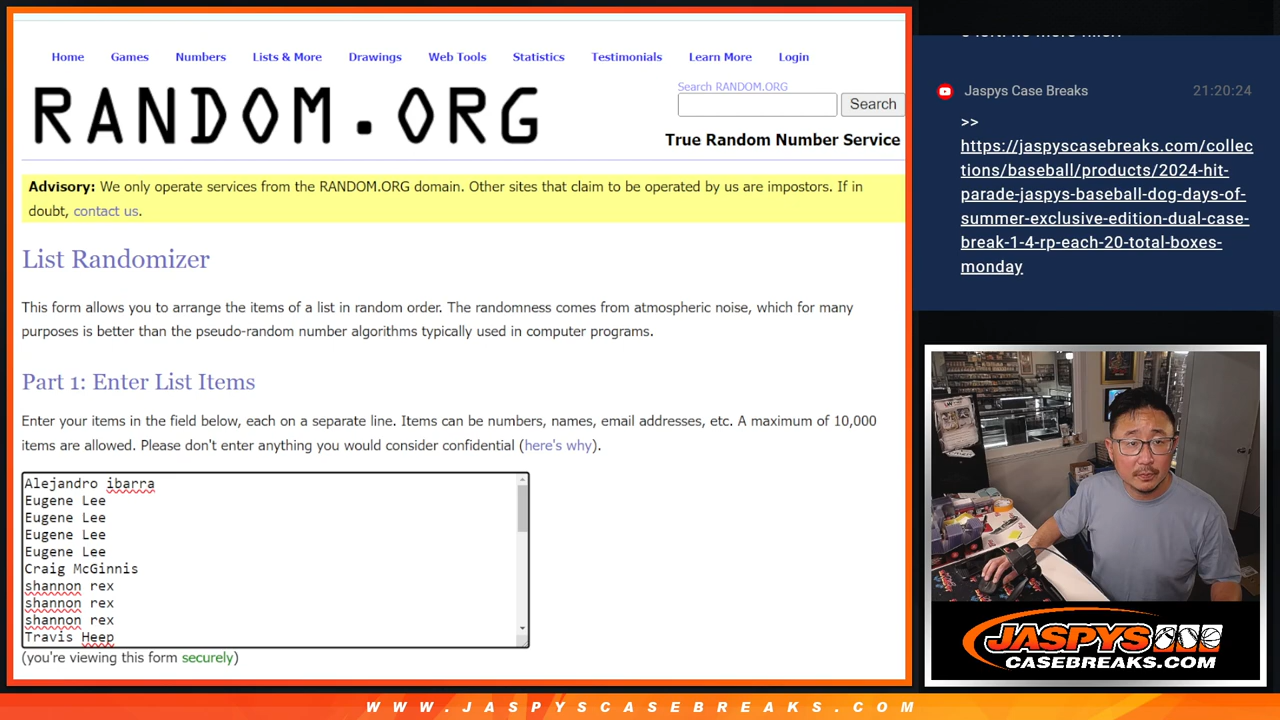 Home Games Numbers Lists & More Drawings Web Tools Statistics Testimonials Learn More Login
RANDOM.ORG
Search RANDOM.ORG
Search
True Random Number Service
Advisory: We only operate services from the RANDOM.ORG domain. Other sites that claim to be operated by us are impostors. If in
doubt, contact us.
List Randomizer
This form allows you to arrange the items of a list in random order. The randomness comes from atmospheric noise, which for many
purposes is better than the pseudo-random number algorithms typically used in computer programs.
Part 1: Enter List Items
Enter your items in the field below, each on a separate line. Items can be numbers, names, email addresses, etc. A maximum of 10,000
items are allowed. Please don't enter anything you would consider confidential (here's why).
Alejandro ibarra
Eugene Lee
Eugene Lee
Eugene Lee
Eugene Lee
Craig McGinnis
shannon rex
shannon rex
shannon rex
Travis Heep
(you're viewing this form securely)
Jaspys Case Breaks 21:20:24
>>
https://jaspyscasebreaks.com/collec
tions/baseball/products/2024-hit-
parade-jaspys-baseball-dog-days-of-
summer-exclusive-edition-dual-case-
break-1-4-rp-each-20-total-boxes-
monday
JASPYS
CASEBREAKS.COM
WWW.JASPYSCASEBREAKS.COM